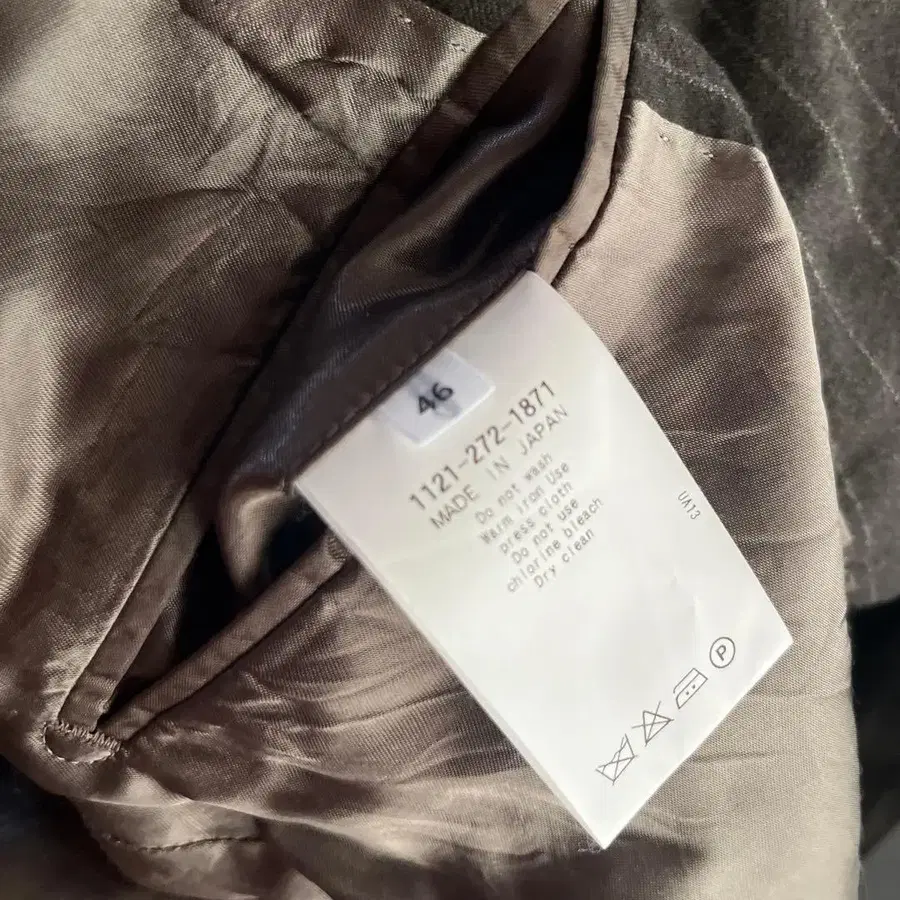 46
1121-272-1871
MADE IN JAPAN
Do not wash
Warm iron Use
press cloth
Do not use
chlorine bleach
Dry clean
UA13
P